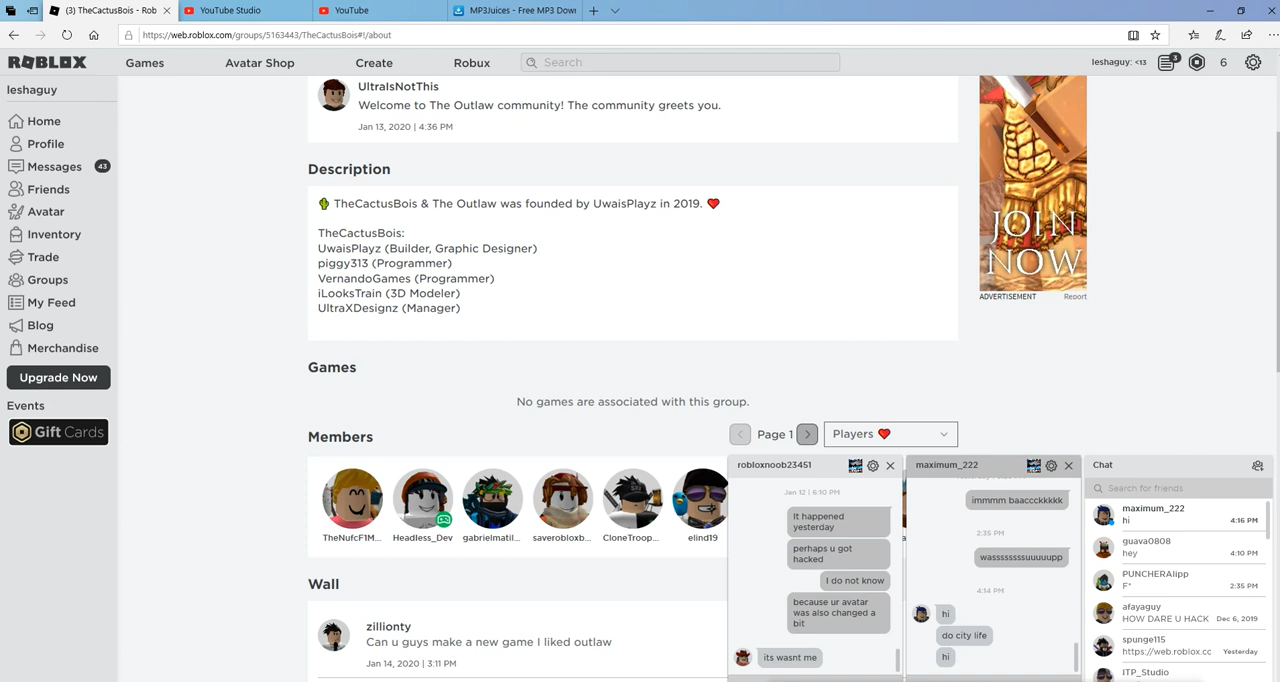 TheCactusBois - Rob
YouTube Studio
YouTube
MP3Juices - Free MP3 Down
https://web.roblox.com/groups/5163443/TheCactusBois#!/about
ROBLOX
Games
Avatar Shop
Create
Robux
Search
leshaguy: <13
3
6
leshaguy
Home
Profile
Messages
43
Friends
Avatar
Inventory
Trade
Groups
My Feed
Blog
Merchandise
Upgrade Now
Events
Gift Cards
UltraIsNotThis
Welcome to The Outlaw community! The community greets you.
Jan 13, 2020 | 4:36 PM
Description
🌵 TheCactusBois & The Outlaw was founded by UwaisPlayz in 2019. ❤
TheCactusBois:
UwaisPlayz (Builder, Graphic Designer)
piggy313 (Programmer)
VernandoGames (Programmer)
iLooksTrain (3D Modeler)
UltraXDesignz (Manager)
Games
No games are associated with this group.
Members
Page 1
Players ❤
TheNufcF1M...
Headless_Dev
gabrielmatil...
saverobloxb...
CloneTroop...
elind19
Wall
zillionty
Can u guys make a new game I liked outlaw
Jan 14, 2020 | 3:11 PM
JOIN
NOW
ADVERTISEMENT
Report
robloxnoob23451
Jan 12 | 6:10 PM
It happened
yesterday
perhaps u got
hacked
I do not know
because ur avatar
was also changed a
bit
its wasnt me
maximum_222
immmm baaccckkkkk
2:35 PM
wassssssssuuuuupp
4:14 PM
hi
do city life
hi
Chat
Search for friends
maximum_222
hi
4:16 PM
guava0808
hey
4:10 PM
PUNCHERAlipp
F*
2:35 PM
afayaguy
HOW DARE U HACK
Dec 6, 2019
spunge115
https://web.roblox.cc
Yesterday
ITP_Studio